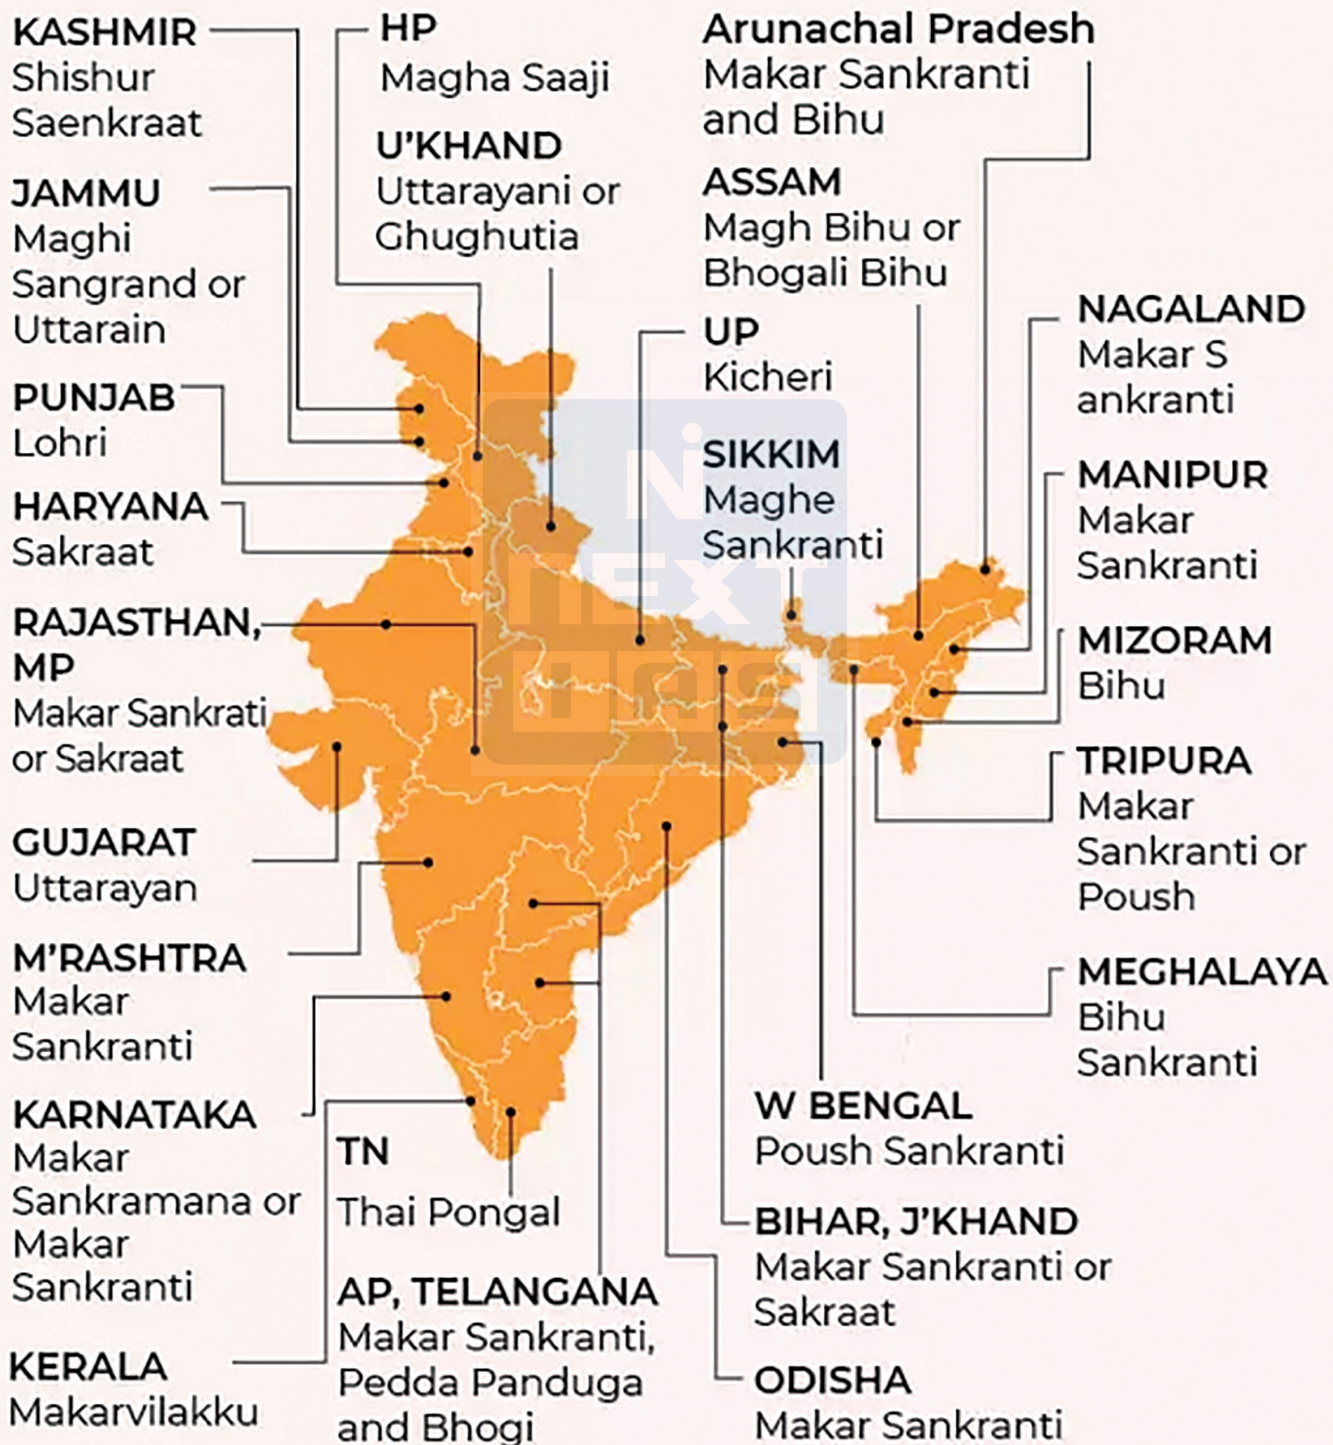 KASHMIR
Shishur
Saenkraat
JAMMU
Maghi
Sangrand or
Uttarain
PUNJAB
Lohri
HARYANA
Sakraat
RAJASTHAN,
MP
Makar Sankrati
or Sakraat
GUJARAT
Uttarayan
M'RASHTRA
Makar
Sankranti
KARNATAKA
Makar
Sankramana or
Makar
Sankranti
KERALA
Makarvilakku
HP
Magha Saaji
U'KHAND
Uttarayani or
Ghughutia
TN
Thai Pongal
AP, TELANGANA
Makar Sankranti,
Pedda Panduga
and Bhogi
Arunachal Pradesh
Makar Sankranti
and Bihu
ASSAM
Magh Bihu or
Bhogali Bihu
UP
Kicheri
SIKKIM
Maghe
Sankranti
Ni
NEXT
IAS
W BENGAL
Poush Sankranti
BIHAR, J'KHAND
Makar Sankranti or
Sakraat
ODISHA
Makar Sankranti
NAGALAND
Makar S
ankranti
MANIPUR
Makar
Sankranti
MIZORAM
Bihu
TRIPURA
Makar
Sankranti or
Poush
MEGHALAYA
Bihu
Sankranti